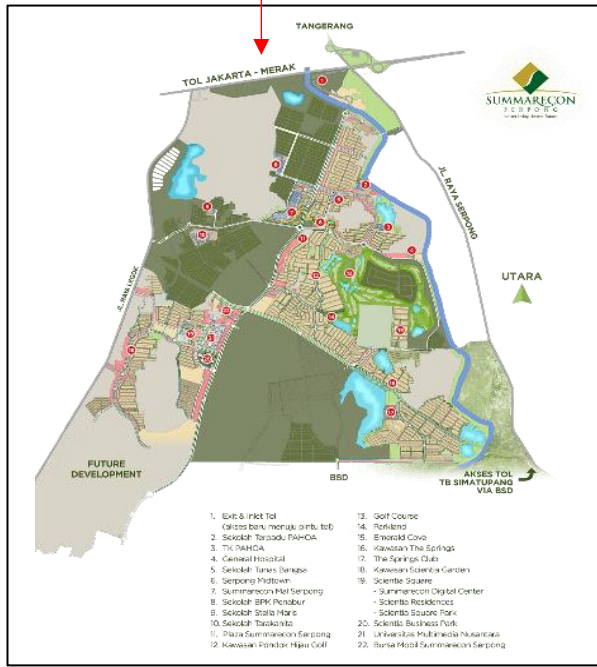 TANGERANG
TOL JAKARTA - MERAK
SUMMARECON
SERPONG
JL. RAYA SERPONG
UTARA
JL. RAYA LEGOK
FUTURE
DEVELOPMENT
BSD
AKSES TOL
TB SIMATUPANG
VIA BSD
1. Exit & Inlet Tol
(akses baru menuju pintu tol)
2. Sekolah Terpadu PAHOA
3. TK PAHOA
4. General Hospital
5. Sekolah Tunas Bangsa
6. Serpong Midtown
7. Summarecon Mal Serpong
8. Sekolah BPK Penabur
9. Sekolah Stella Maris
10. Sekolah Tarakanita
11. Plaza Summarecon Serpong
12. Kawasan Pondok Hijau Golf
13. Golf Course
14. Parkland
15. Emerald Cove
16. Kawasan The Springs
17. The Springs Club
18. Kawasan Scientia Garden
19. Scientia Square
- Summarecon Digital Center
- Scientia Residences
- Scientia Square Park
20. Scientia Business Park
21. Universitas Multimedia Nusantara
22. Bursa Mobil Summarecon Serpong